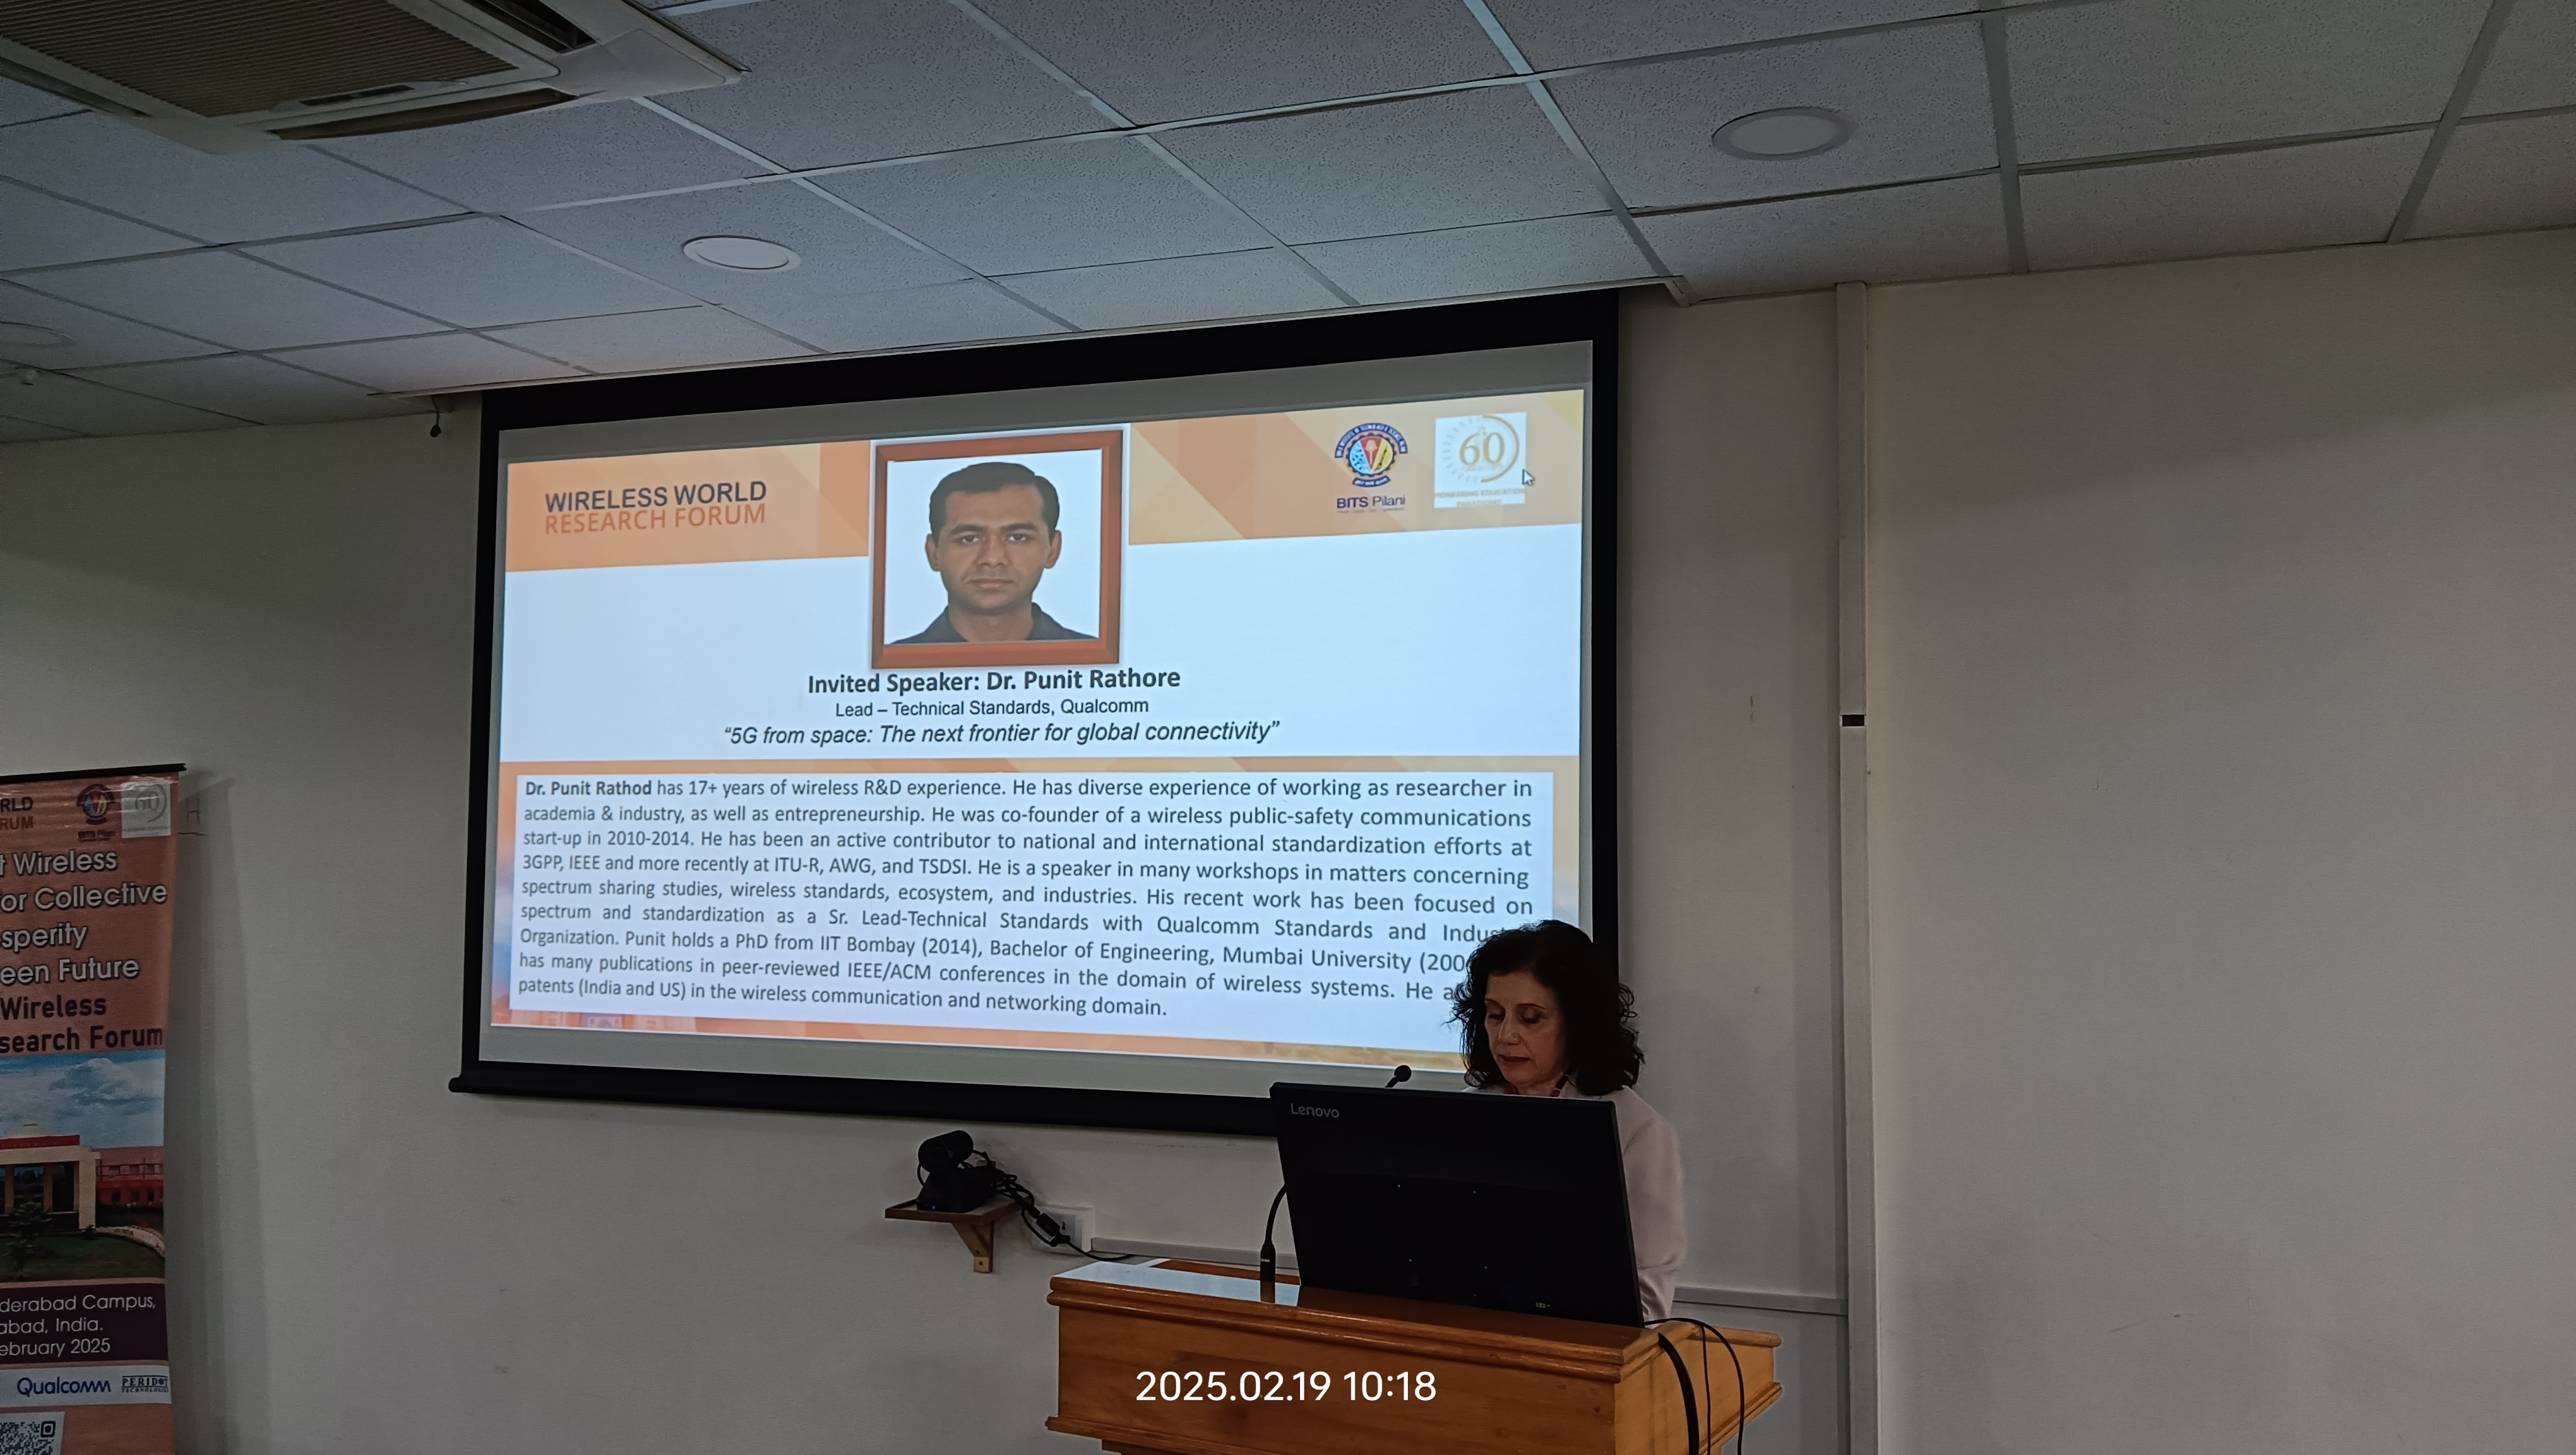 WIRELESS WORLD
RESEARCH FORUM
BITS Pilani
60
Invited Speaker: Dr. Punit Rathore
Lead – Technical Standards, Qualcomm
“5G from space: The next frontier for global connectivity”
Dr. Punit Rathod has 17+ years of wireless R&D experience. He has diverse experience of working as researcher in
academia & industry, as well as entrepreneurship. He was co-founder of a wireless public-safety communications
start-up in 2010-2014. He has been an active contributor to national and international standardization efforts at
3GPP, IEEE and more recently at ITU-R, AWG, and TSDSI. He is a speaker in many workshops in matters concerning
spectrum sharing studies, wireless standards, ecosystem, and industries. His recent work has been focused on
spectrum and standardization as a Sr. Lead-Technical Standards with Qualcomm Standards and
Organization. Punit holds a PhD from IIT Bombay (2014), Bachelor of Engineering, Mumbai University
has many publications in peer-reviewed IEEE/ACM conferences in the domain of wireless systems. He
patents (India and US) in the wireless communication and networking domain.
Lenovo
RLD
RUM
60
Wireless
or Collective
sperity
een Future
Wireless
search Forum
derabad Campus,
abad, India.
ebruary 2025
Qualcomm
PERIDOT
2025.02.19 10:18